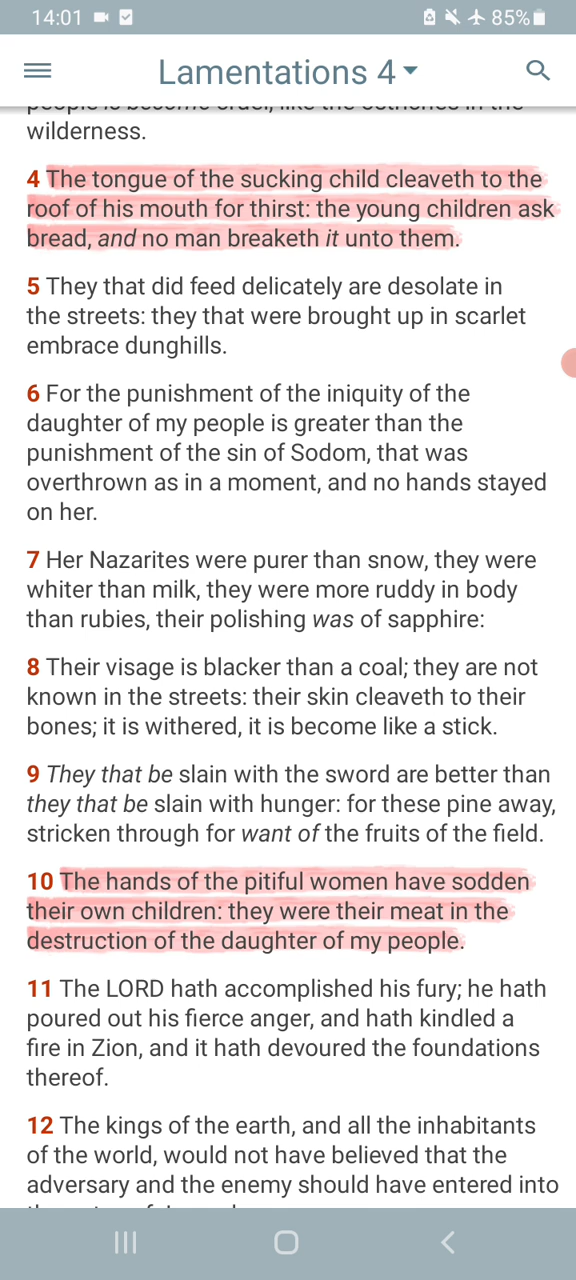 14:01
85%
Lamentations 4
people is become cruel, like the ostriches in the
wilderness.
4 The tongue of the sucking child cleaveth to the
roof of his mouth for thirst: the young children ask
bread, and no man breaketh it unto them.
5 They that did feed delicately are desolate in
the streets: they that were brought up in scarlet
embrace dunghills.
6 For the punishment of the iniquity of the
daughter of my people is greater than the
punishment of the sin of Sodom, that was
overthrown as in a moment, and no hands stayed
on her.
7 Her Nazarites were purer than snow, they were
whiter than milk, they were more ruddy in body
than rubies, their polishing was of sapphire:
8 Their visage is blacker than a coal; they are not
known in the streets: their skin cleaveth to their
bones; it is withered, it is become like a stick.
9 They that be slain with the sword are better than
they that be slain with hunger: for these pine away,
stricken through for want of the fruits of the field.
10 The hands of the pitiful women have sodden
their own children: they were their meat in the
destruction of the daughter of my people.
11 The LORD hath accomplished his fury; he hath
poured out his fierce anger, and hath kindled a
fire in Zion, and it hath devoured the foundations
thereof.
12 The kings of the earth, and all the inhabitants
of the world, would not have believed that the
adversary and the enemy should have entered into